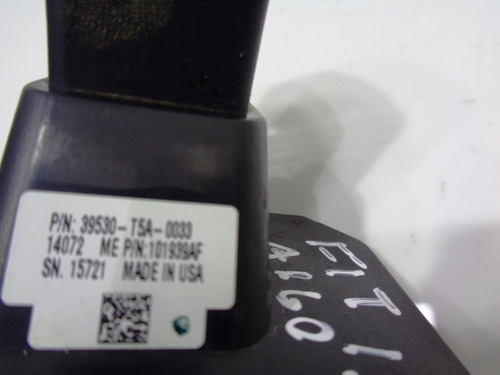 P/N: 39530-T5A-0033
14072 ME P/N:101939AF
SN. 15721 MADE IN USA
FIT